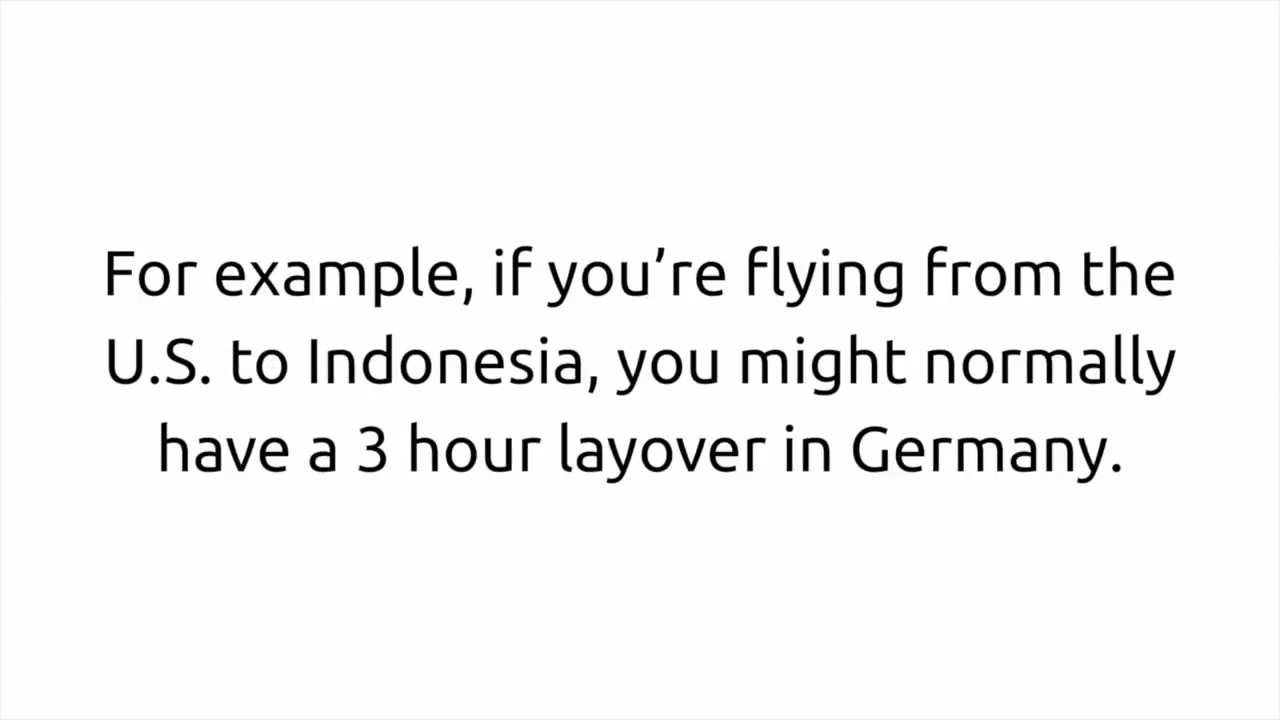 For example, if you’re flying from the
U.S. to Indonesia, you might normally
have a 3 hour layover in Germany.